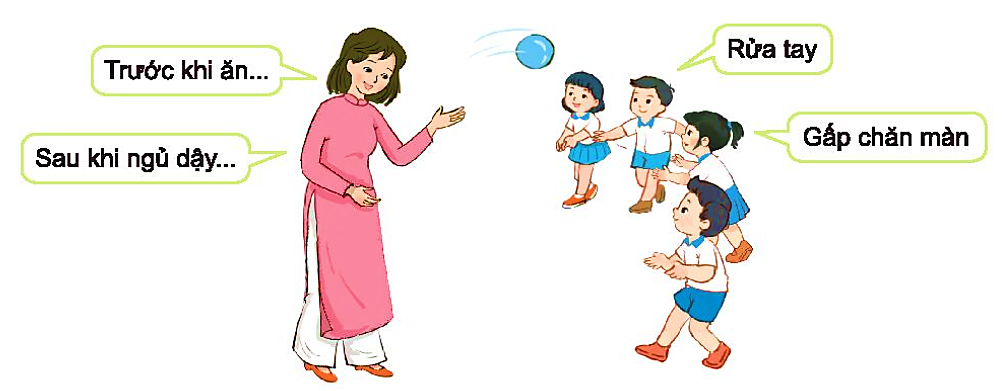 Trước khi ăn...
Sau khi ngủ dậy...
Rửa tay
Gấp chăn màn